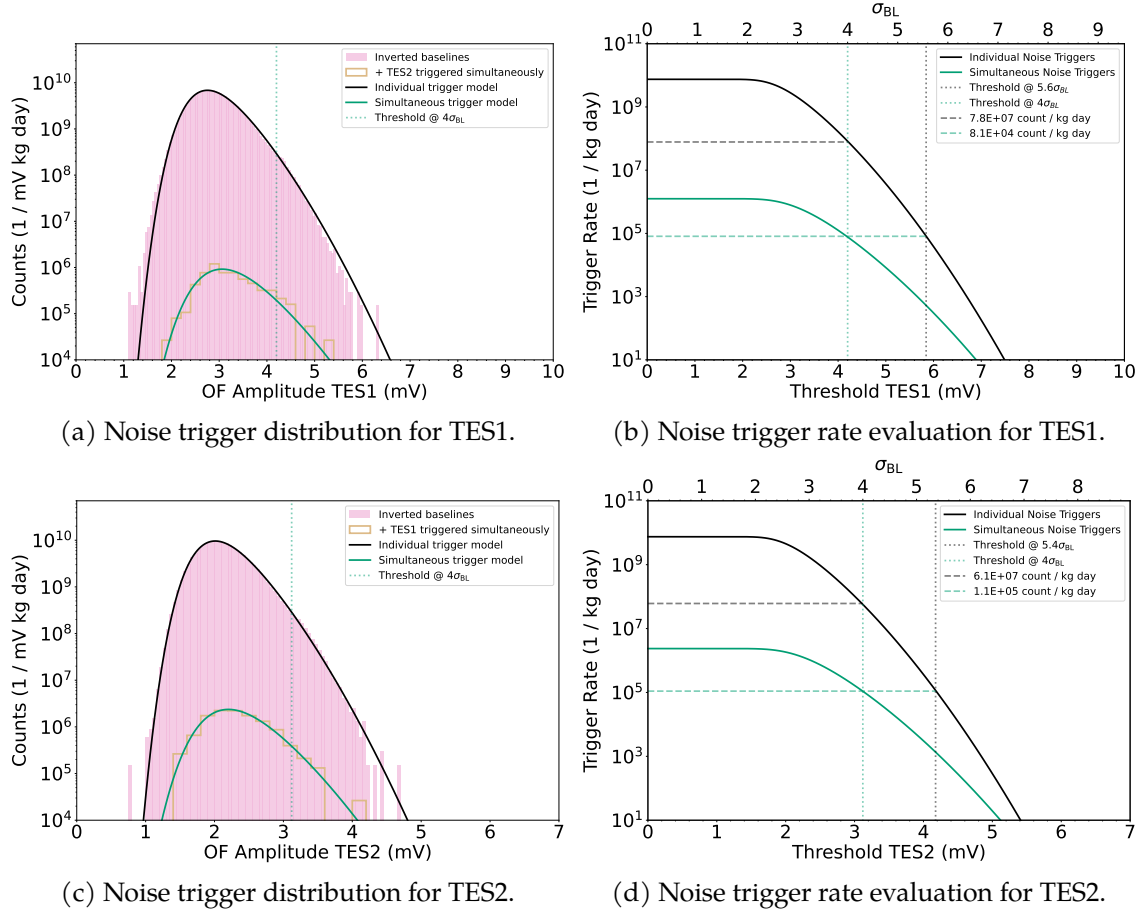 Counts (1 / mV kg day)
10^10
10^9
10^8
10^7
10^6
10^5
10^4
Inverted baselines
+ TES2 triggered simultaneously
Individual trigger model
Simultaneous trigger model
Threshold @ 4σ_BL
0 1 2 3 4 5 6 7 8 9 10
OF Amplitude TES1 (mV)
(a) Noise trigger distribution for TES1.
σ_BL
0 1 2 3 4 5 6 7 8 9
Trigger Rate (1 / kg day)
10^11
10^9
10^7
10^5
10^3
10^1
Individual Noise Triggers
Simultaneous Noise Triggers
Threshold @ 5.6σ_BL
Threshold @ 4σ_BL
7.8E+07 count / kg day
8.1E+04 count / kg day
0 1 2 3 4 5 6 7 8 9 10
Threshold TES1 (mV)
(b) Noise trigger rate evaluation for TES1.
Counts (1 / mV kg day)
10^10
10^9
10^8
10^7
10^6
10^5
10^4
Inverted baselines
+ TES1 triggered simultaneously
Individual trigger model
Simultaneous trigger model
Threshold @ 4σ_BL
0 1 2 3 4 5 6 7
OF Amplitude TES2 (mV)
(c) Noise trigger distribution for TES2.
σ_BL
0 1 2 3 4 5 6 7 8
Trigger Rate (1 / kg day)
10^11
10^9
10^7
10^5
10^3
10^1
Individual Noise Triggers
Simultaneous Noise Triggers
Threshold @ 5.4σ_BL
Threshold @ 4σ_BL
6.1E+07 count / kg day
1.1E+05 count / kg day
0 1 2 3 4 5 6 7
Threshold TES2 (mV)
(d) Noise trigger rate evaluation for TES2.